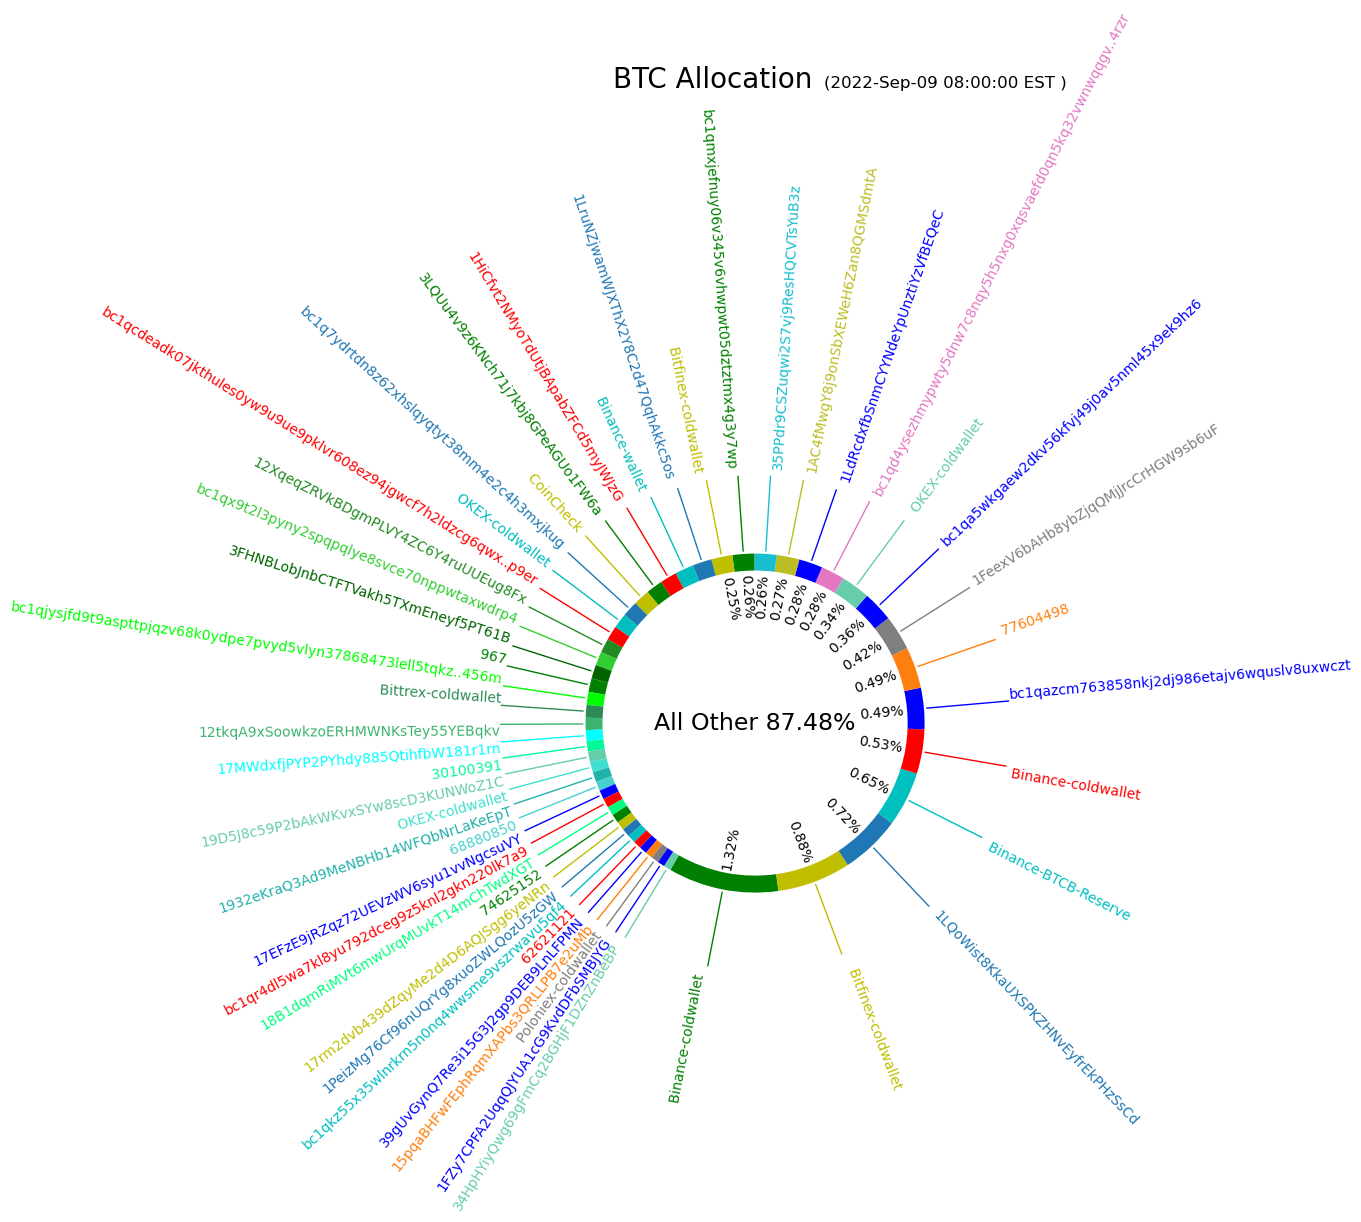 BTC Allocation (2022-Sep-09 08:00:00 EST )
bc1qmxjefnuy06v345v6vhwpwt05dztztmx4g3y7wp
35PPdr9CSZuqwi2S7vj9ResHQCVTsYuB3z
1AC4fMwgY8j9onSbXEWeH6Zan8QGMSdmtA
1LdRcdxfbSnmCYYNdeYpUnztiYzVfBEQeC
bc1qd4ysezhmypwty5dnw7c8nqy5h5nxg0xqsvaefd0qn5kq32vwnwqqgv..4rzr
OKEX-coldwallet
bc1qa5wkgaew2dkv56kfvj49j0av5nml45x9ek9hz6
1FeexV6bAHb8ybZjqQMjJrcCrHGW9sb6uF
77604498
bc1qazcm763858nkj2dj986etajv6wquslv8uxwczt
Binance-coldwallet
Binance-BTCB-Reserve
1LQoWist8KkaUXSPKZHNvEyfrEkPHzSsCd
Bitfinex-coldwallet
Binance-coldwallet
34HpHYiyQwg69gFmCq2BGHjF1DZnZnBeBP
1FZy7CPFA2UqqQJYUA1cG9KvdDFbSMBJYG
Poloniex-coldwallet
15pqaBHFwFEphRqmXAPbs3QRLLPB7e2uMb
39gUvGynQ7Re3i15G3J2gp9DEB9LnLFPMN
62621121
bc1qkz55x35wlnrkrn5n0nq4wwsme9vszrwavu5qf4
1PeizMg76Cf96nUQrYg8xuoZWLQozU5zGW
17rm2dvb439dZqyMe2d4D6AQJSgg6yeNRn
74625152
18B1dqmRiMVt6mwUrqMUvkT14mChTwdXGT
bc1qr4dl5wa7kl8yu792dceg9z5knl2gkn220lk7a9
17EFzE9jRZqz72UEVzWV6syu1vvNgcsuVY
68880850
1932eKraQ3Ad9MeNBHb14WFQbNrLaKeEpT
OKEX-coldwallet
19D5J8c59P2bAkWKvxSYw8scD3KUNWoZ1C
30100391
17MWdxfjPYP2PYhdy885QtihfbW181r1rn
12tkqA9xSoowkzoERHMWNKsTey55YEBqkv
Bittrex-coldwallet
bc1qjysjfd9t9aspttpjqzv68k0ydpe7pvyd5vlyn37868473lell5tqkz..456m
967
3FHNBLobJnbCTFTVakh5TXmEneyf5PT61B
bc1qx9t2l3pyny2spqpqlye8svce70nppwtaxwdrp4
12XqeqZRVkBDgmPLVY4ZC6Y4ruUUEug8Fx
bc1qcdeadk07jkthules0yw9u9ue9pklvr608ez94jgwcf7h2ldzcg6qwx..p9er
OKEX-coldwallet
bc1q7ydrtdn8z62xhslqyqtyt38mm4e2c4h3mxjkug
CoinCheck
3LQUu4v9z6KNch71j7kbj8GPeAGUo1FW6a
1HiCfvt2NMyoTdUtjBApabZFCd5myJWJzG
Binance-wallet
1LruNZjwamWJXThX2Y8C2d47QqhAkkc5os
Bitfinex-coldwallet
0.25%
0.26%
0.26%
0.27%
0.28%
0.28%
0.34%
0.36%
0.42%
0.49%
0.49%
0.53%
0.65%
0.72%
0.88%
1.32%
All Other 87.48%